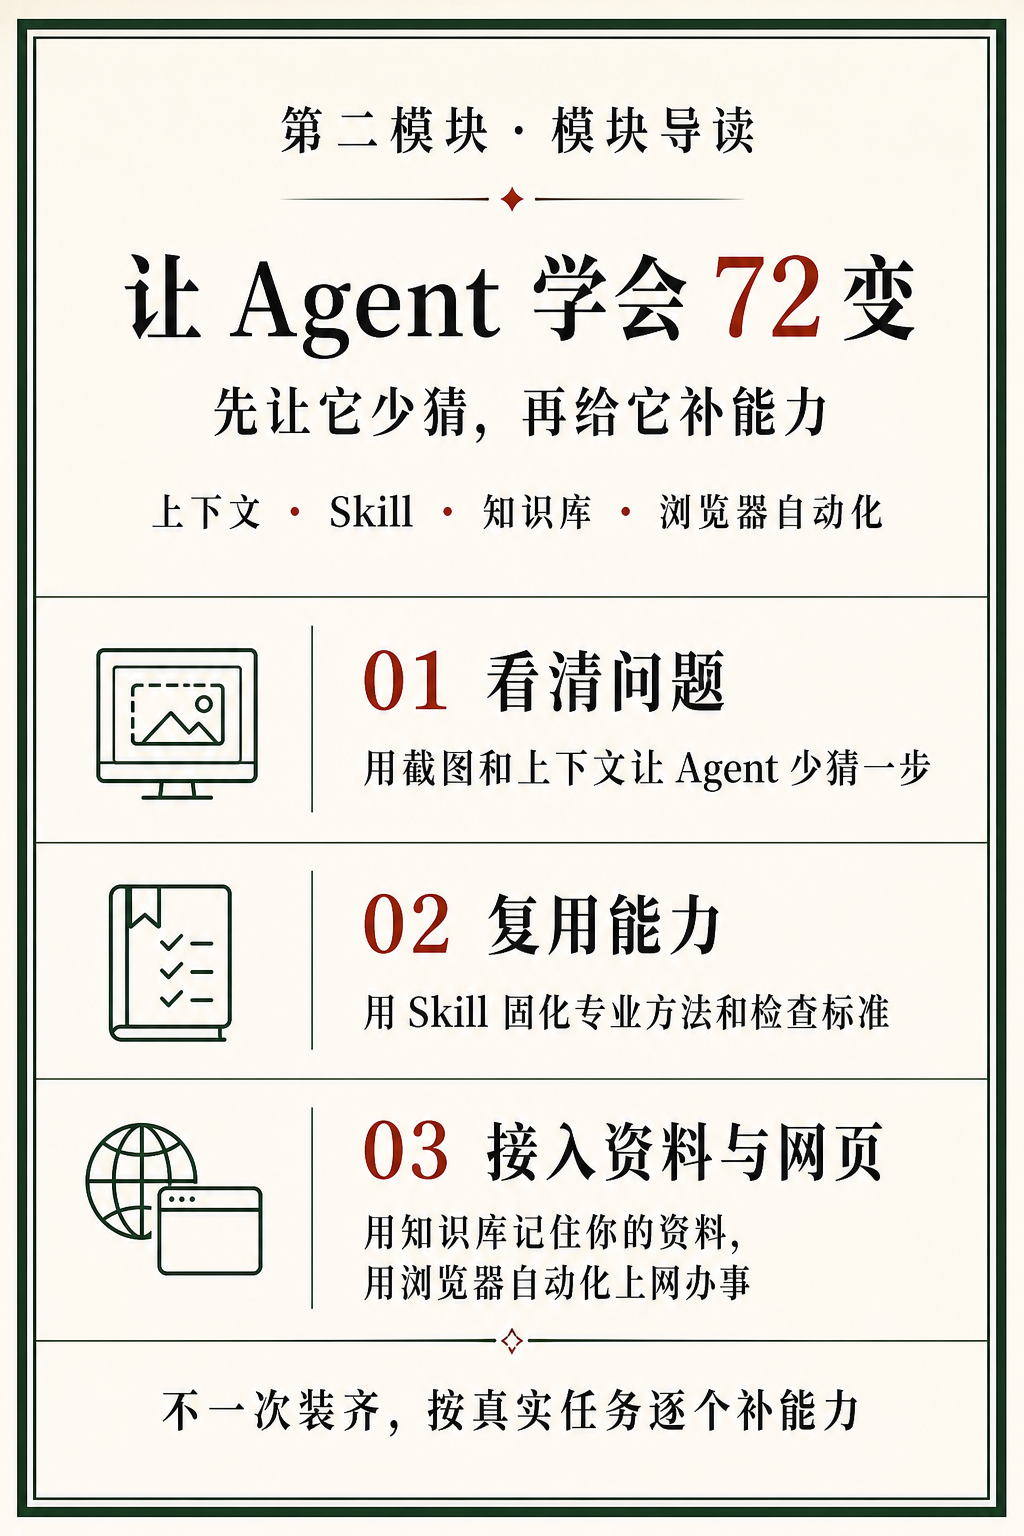 第二模块·模块导读
让 Agent 学会 72 变
先让它少猜，再给它补能力
上下文 · Skill · 知识库 · 浏览器自动化
01 看清问题
用截图和上下文让 Agent 少猜一步
02 复用能力
用 Skill 固化专业方法和检查标准
03 接入资料与网页
用知识库记住你的资料，
用浏览器自动化上网办事
不一次装齐，按真实任务逐个补能力